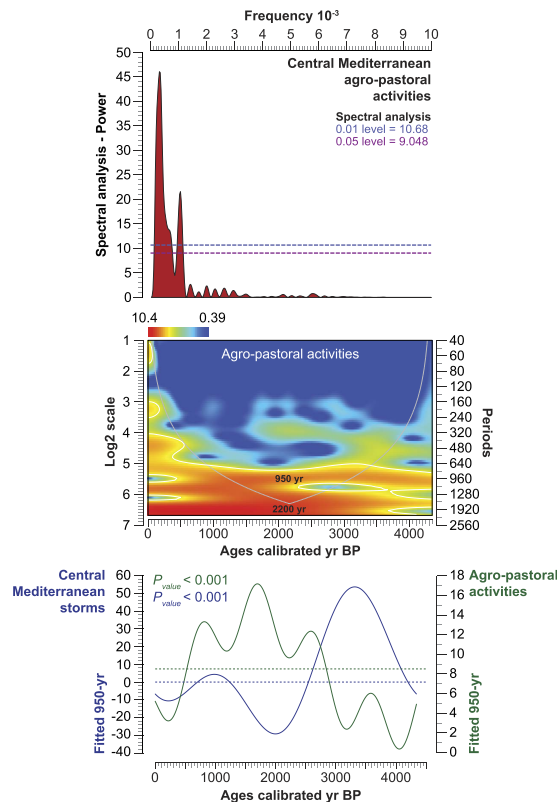 Frequency 10-3
0 1 2 3 4 5 6 7 8 9 10
50
45
40
35
30
25
20
15
10
5
0
Spectral analysis - Power
Central Mediterranean
agro-pastoral
activities
Spectral analysis
0.01 level = 10.68
0.05 level = 9.048
10.4 0.39
Agro-pastoral activities
1
2
3
4
5
6
7
Log2 scale
40
60
80
120
160
240
320
480
640
960
1280
1920
2560
Periods
950 yr
2200 yr
0 1000 2000 3000 4000
Ages calibrated yr BP
Central
Mediterranean
storms
Fitted 950-yr
60
50
40
30
20
10
0
-10
-20
-30
-40
Pvalue < 0.001
Pvalue < 0.001
18
16
14
12
10
8
6
4
2
0
Agro-pastoral
activities
Fitted 950-yr
0 1000 2000 3000 4000
Ages calibrated yr BP